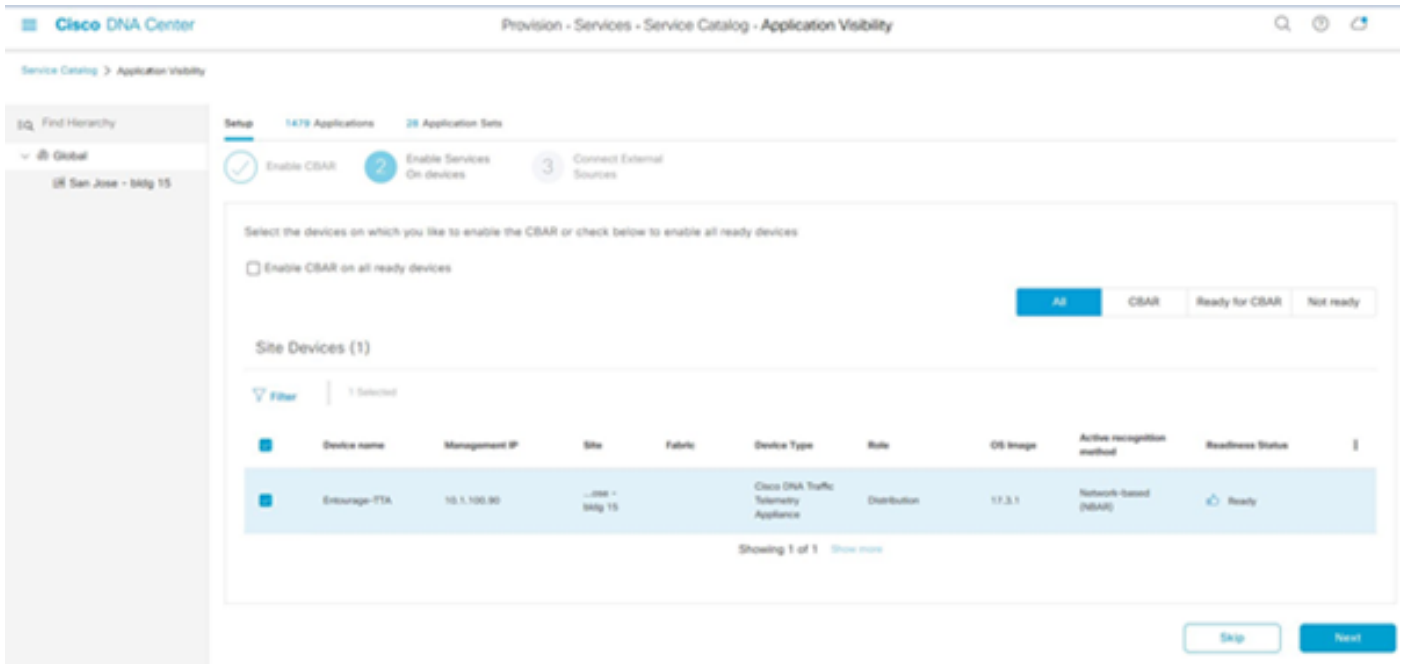 Cisco DNA Center
Provision - Services - Service Catalog - Application Visibility
Service Catalog > Application Visibility
Find Hierarchy
Global
San Jose - bldg 15
Setup 1479 Applications 28 Application Sets
Enable CBAR 2 Enable Services On devices 3 Connect External Sources
Select the devices on which you like to enable the CBAR or check below to enable all ready devices
Enable CBAR on all ready devices
All CBAR Ready for CBAR Not ready
Site Devices (1)
Filter 1 Selected
Device name Management IP Site Fabric Device Type Role OS Image Active recognition method Readiness Status
Entourage-TTA 10.1.100.90 ...ose - bldg 15 Cisco DNA Traffic Telemetry Appliance Distribution 17.3.1 Network-based (NBAR) Ready
Showing 1 of 1 Show more
Skip Next